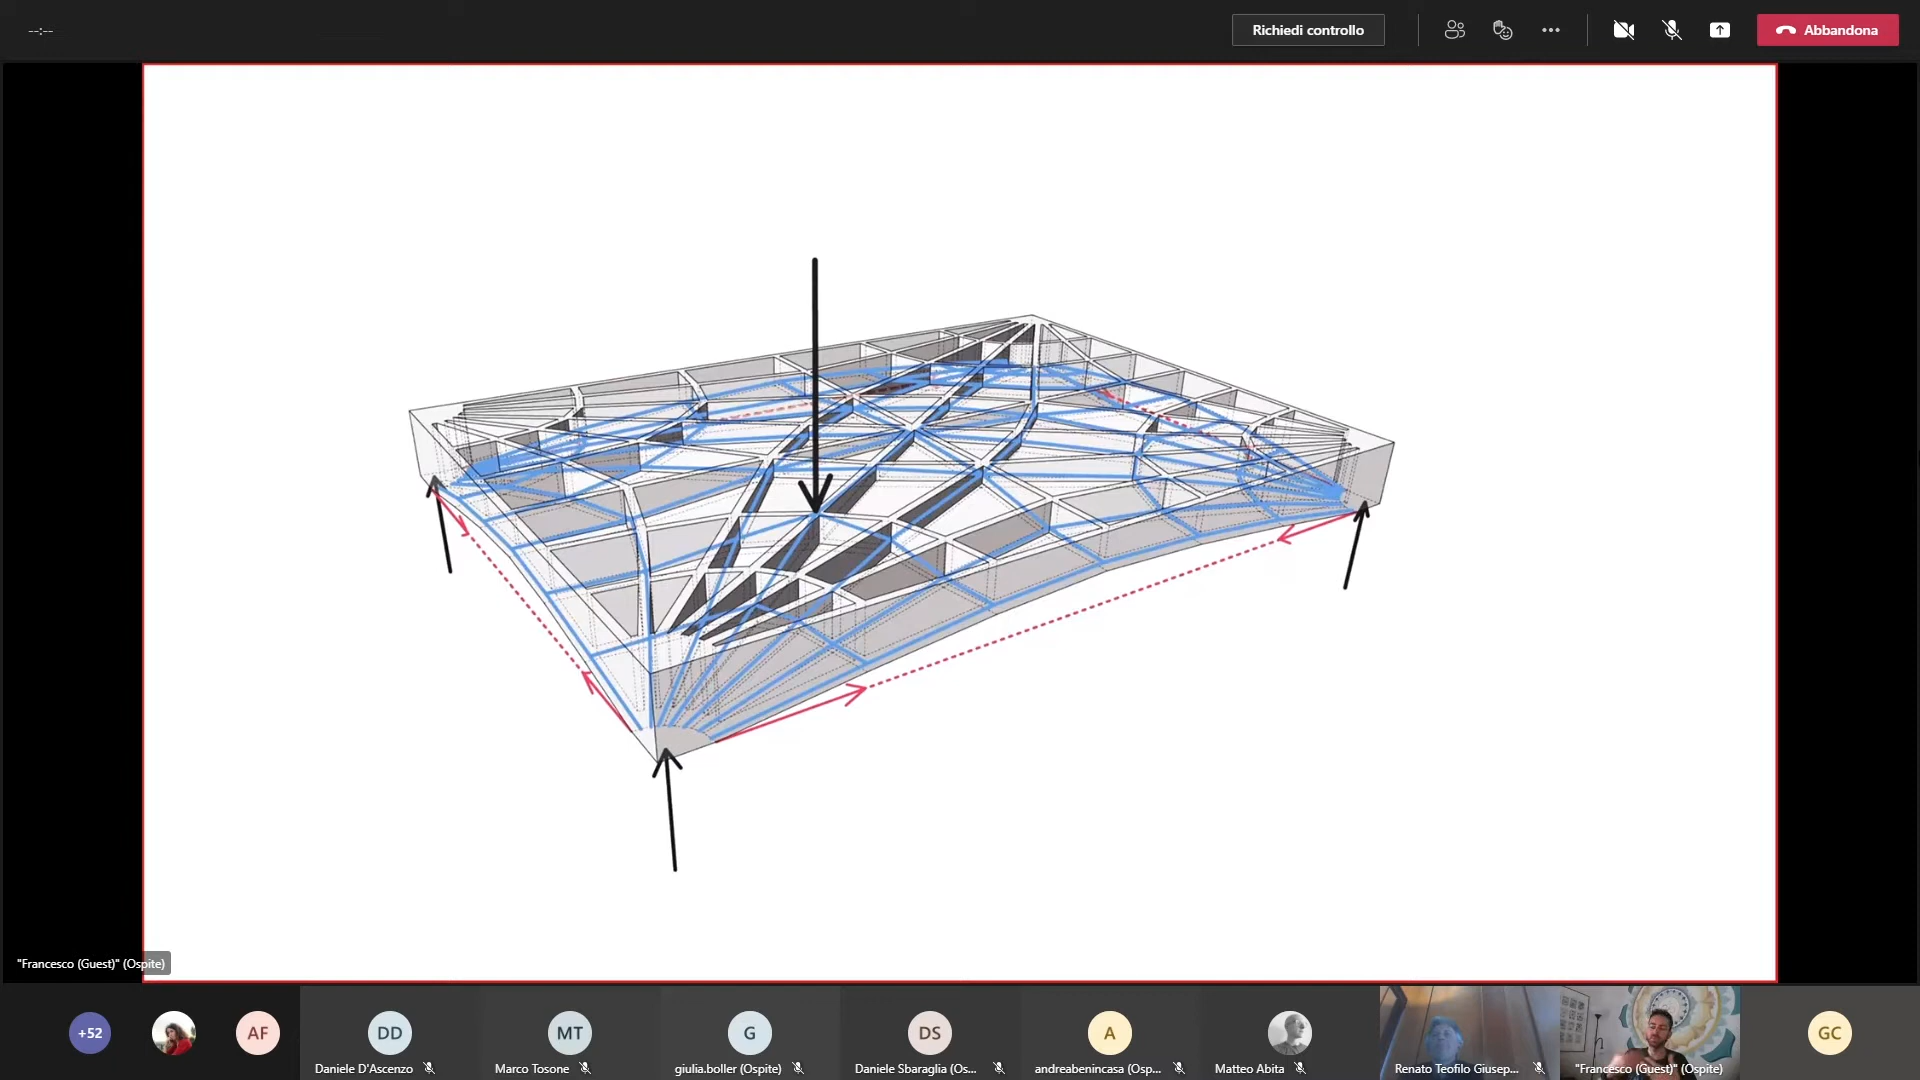 --:--
Richiedi controllo
Abbandona
"Francesco (Guest)" (Ospite)
+52
AF
DD
MT
G
DS
A
GC
Daniele D'Ascenzo
Marco Tosone
giulia.boller (Ospite)
Daniele Sbaraglia (Os...
andreabenincasa (Osp...
Matteo Abita
Renato Teofilo Giusep...
"Francesco (Guest)" (Ospite)